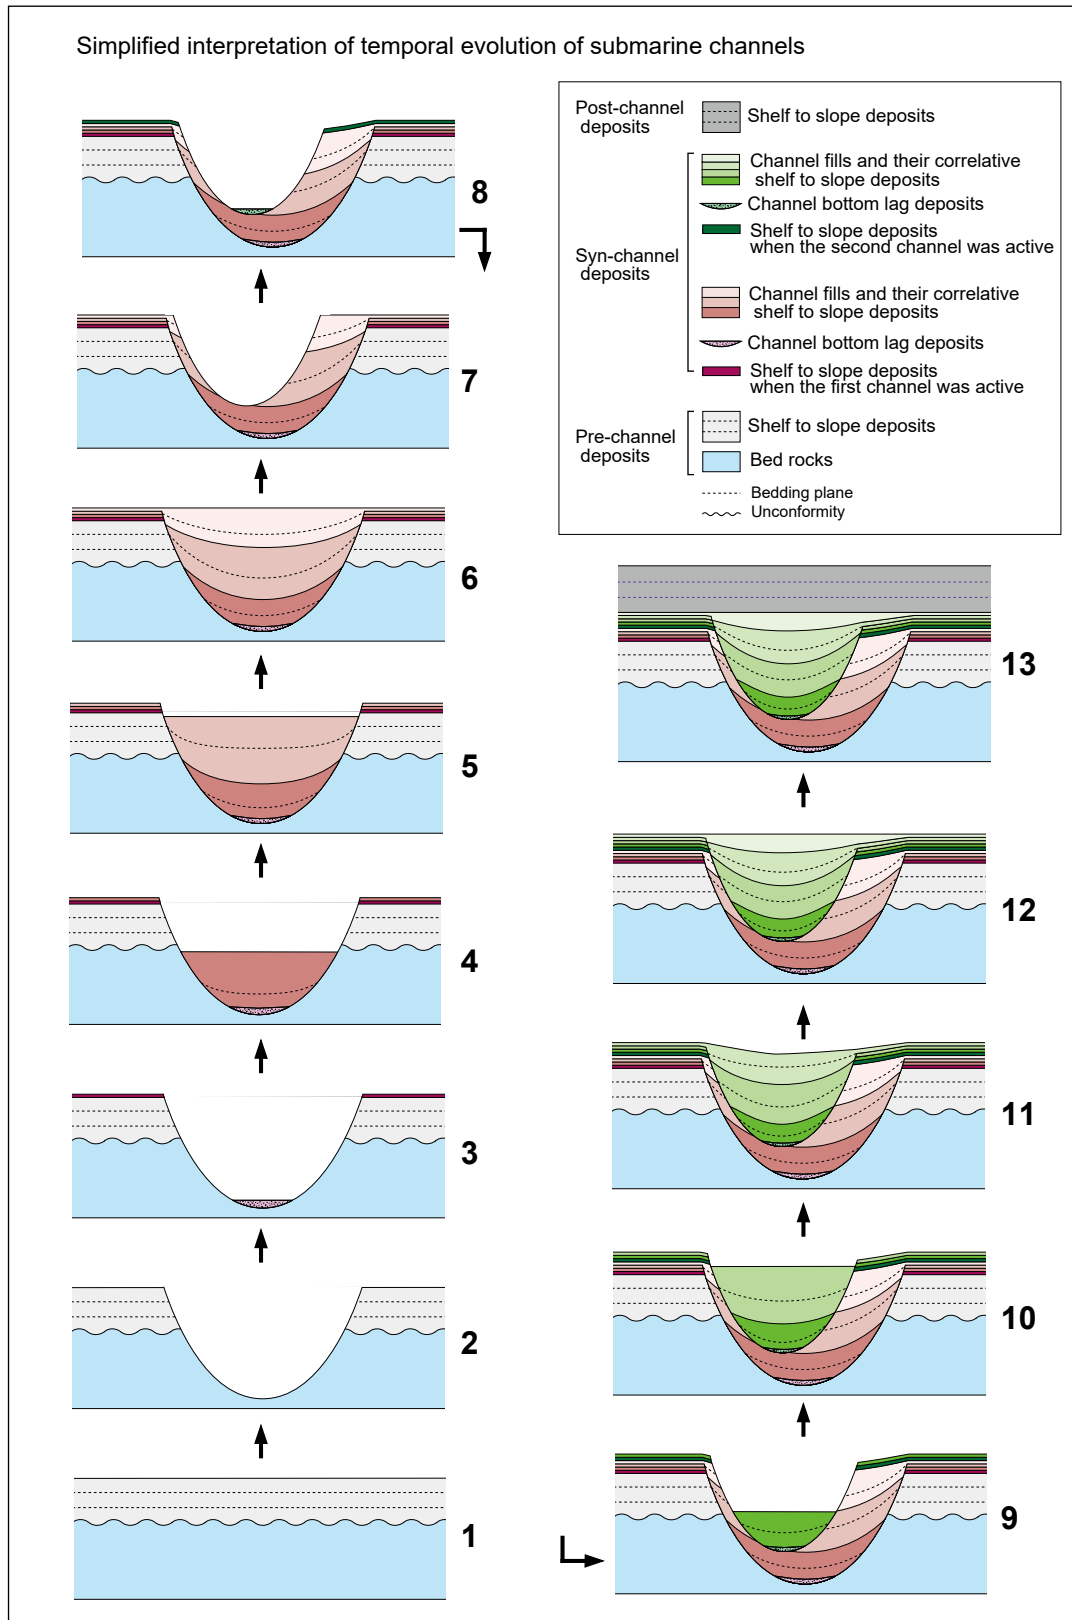 Simplified interpretation of temporal evolution of submarine channels
Post-channel
deposits
Shelf to slope deposits
Syn-channel
deposits
Channel fills and their correlative
shelf to slope deposits
Channel bottom lag deposits
Shelf to slope deposits
when the second channel was active
Channel fills and their correlative
shelf to slope deposits
Channel bottom lag deposits
Shelf to slope deposits
when the first channel was active
Pre-channel
deposits
Shelf to slope deposits
Bed rocks
Bedding plane
Unconformity
8
7
6
5
4
3
2
1
13
12
11
10
9